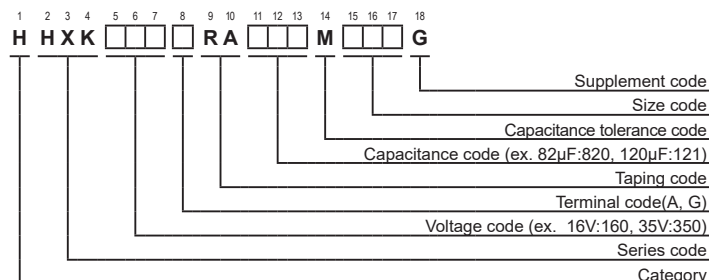 1 2 3 4 5 6 7 8 9 10 11 12 13 14 15 16 17 18
H H X K R A M G
Supplement code
Size code
Capacitance tolerance code
Capacitance code (ex. 82µF:820, 120µF:121)
Taping code
Terminal code(A, G)
Voltage code (ex. 16V:160, 35V:350)
Series code
Category